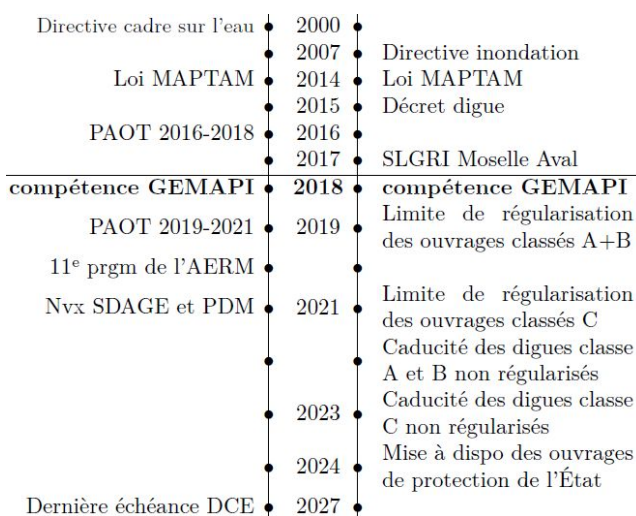 Directive cadre sur l'eau 2000
2007 Directive inondation
Loi MAPTAM 2014 Loi MAPTAM
2015 Décret digue
PAOT 2016-2018 2016
2017 SLGRI Moselle Aval
compétence GEMAPI 2018 compétence GEMAPI
PAOT 2019-2021 2019 Limite de régularisation
des ouvrages classés A+B
11e prgm de l'AERM
Nvx SDAGE et PDM 2021 Limite de régularisation
des ouvrages classés C
Caducité des digues classe
A et B non régularisés
2023 Caducité des digues classe
C non régularisés
2024 Mise à dispo des ouvrages
de protection de l'État
Dernière échéance DCE 2027